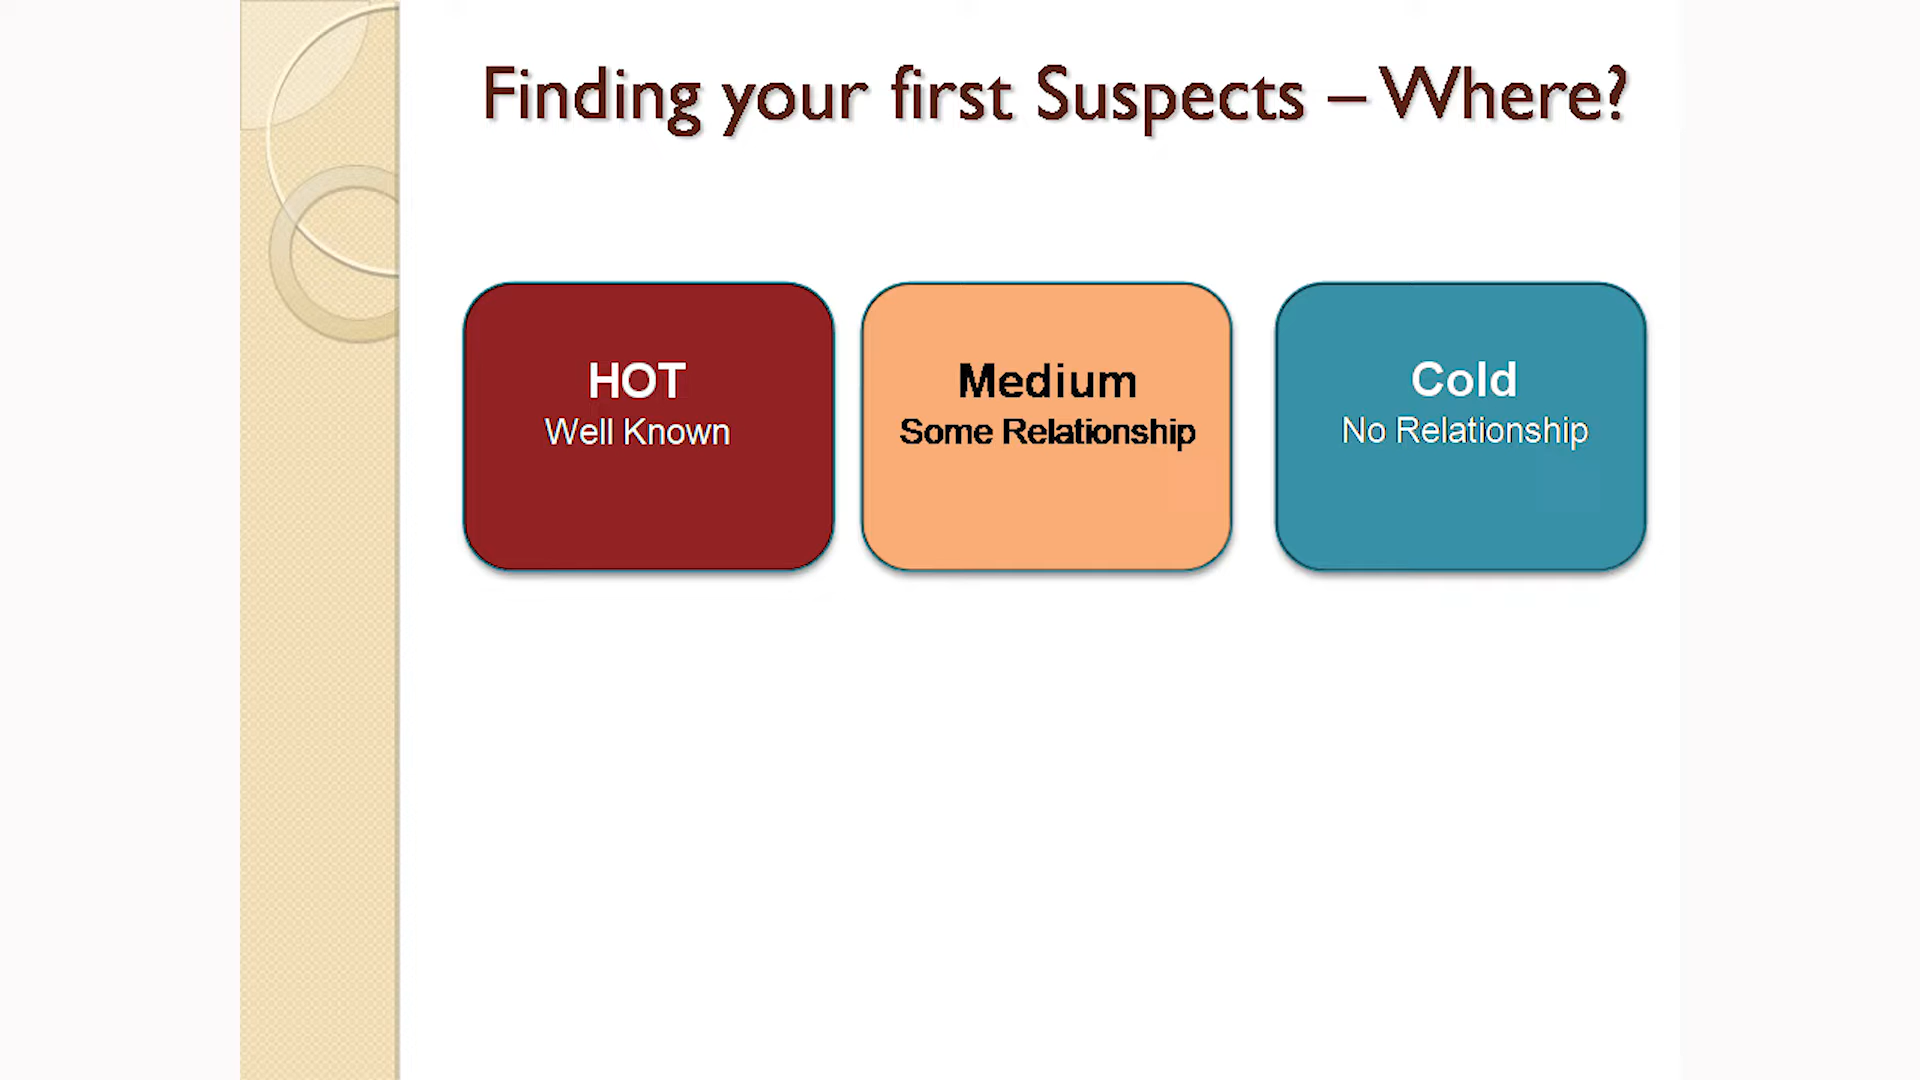 Finding your first Suspects – Where?
HOT
Well Known
Medium
Some Relationship
Cold
No Relationship